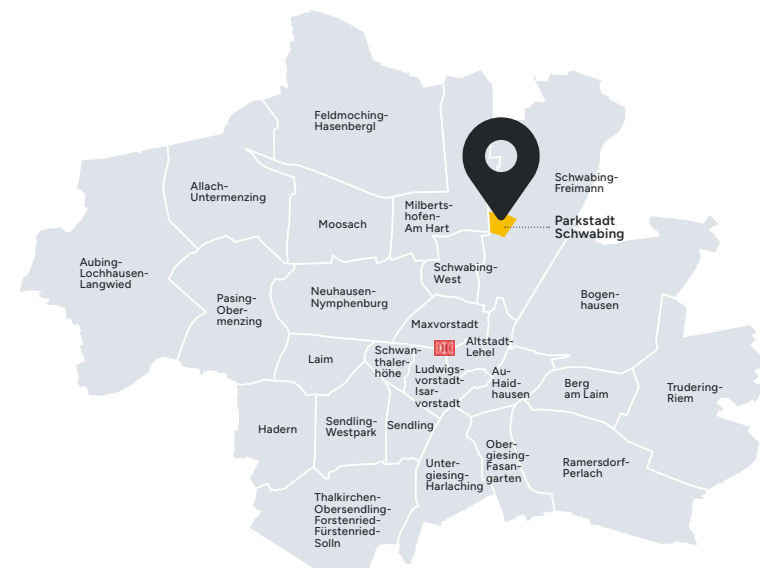 Feldmoching-
Hasenbergl
Schwabing-
Freimann
Allach-
Untermenzing
Milberts-
hofen-
Am Hart
Moosach
Parkstadt
Schwabing
Aubing-
Lochhausen-
Langwied
Schwabing-
West
Pasing-
Ober-
menzing
Neuhausen-
Nymphenburg
Bogen-
hausen
Maxvorstadt
Altstadt-
Lehel
Laim
Schwan-
thaler-
höhe
Ludwigs-
vorstadt-
Isar-
vorstadt
Au-
Haid-
hausen
Berg
am Laim
Trudering-
Riem
Hadern
Sendling-
Westpark
Sendling
Ober-
giesing-
Fasan-
garten
Unter-
giesing-
Harlaching
Ramersdorf-
Perlach
Thalkirchen-
Obersendling-
Forstenried-
Fürstenried-
Solln